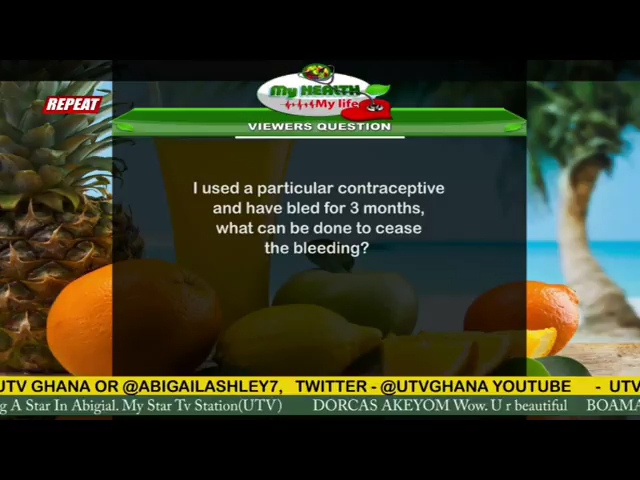 My HEALTH
My life
REPEAT
VIEWERS QUESTION
I used a particular contraceptive
and have bled for 3 months,
what can be done to cease
the bleeding?
UTV GHANA OR @ABIGAILASHLEY7, TWITTER - @UTVGHANA YOUTUBE - UTV
g A Star In Abigial. My Star Tv Station(UTV) DORCAS AKEYOM Wow. U r beautiful BOAMA